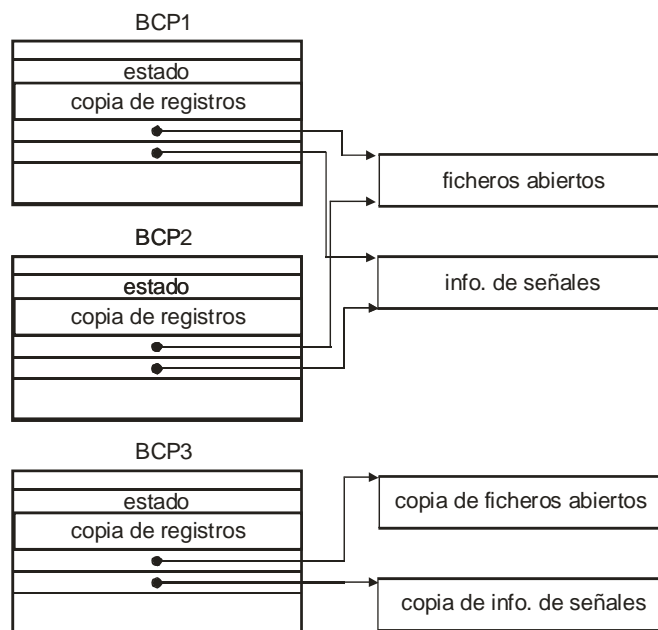 BCP1
estado
copia de registros
ficheros abiertos
BCP2
estado
info. de señales
copia de registros
BCP3
estado
copia de registros
copia de ficheros abiertos
copia de info. de señales